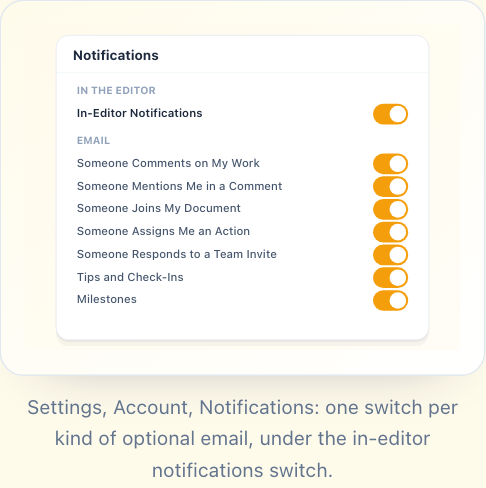 Notifications
IN THE EDITOR
In-Editor Notifications
EMAIL
Someone Comments on My Work
Someone Mentions Me in a Comment
Someone Joins My Document
Someone Assigns Me an Action
Someone Responds to a Team Invite
Tips and Check-Ins
Milestones
Settings, Account, Notifications: one switch per
kind of optional email, under the in-editor
notifications switch.